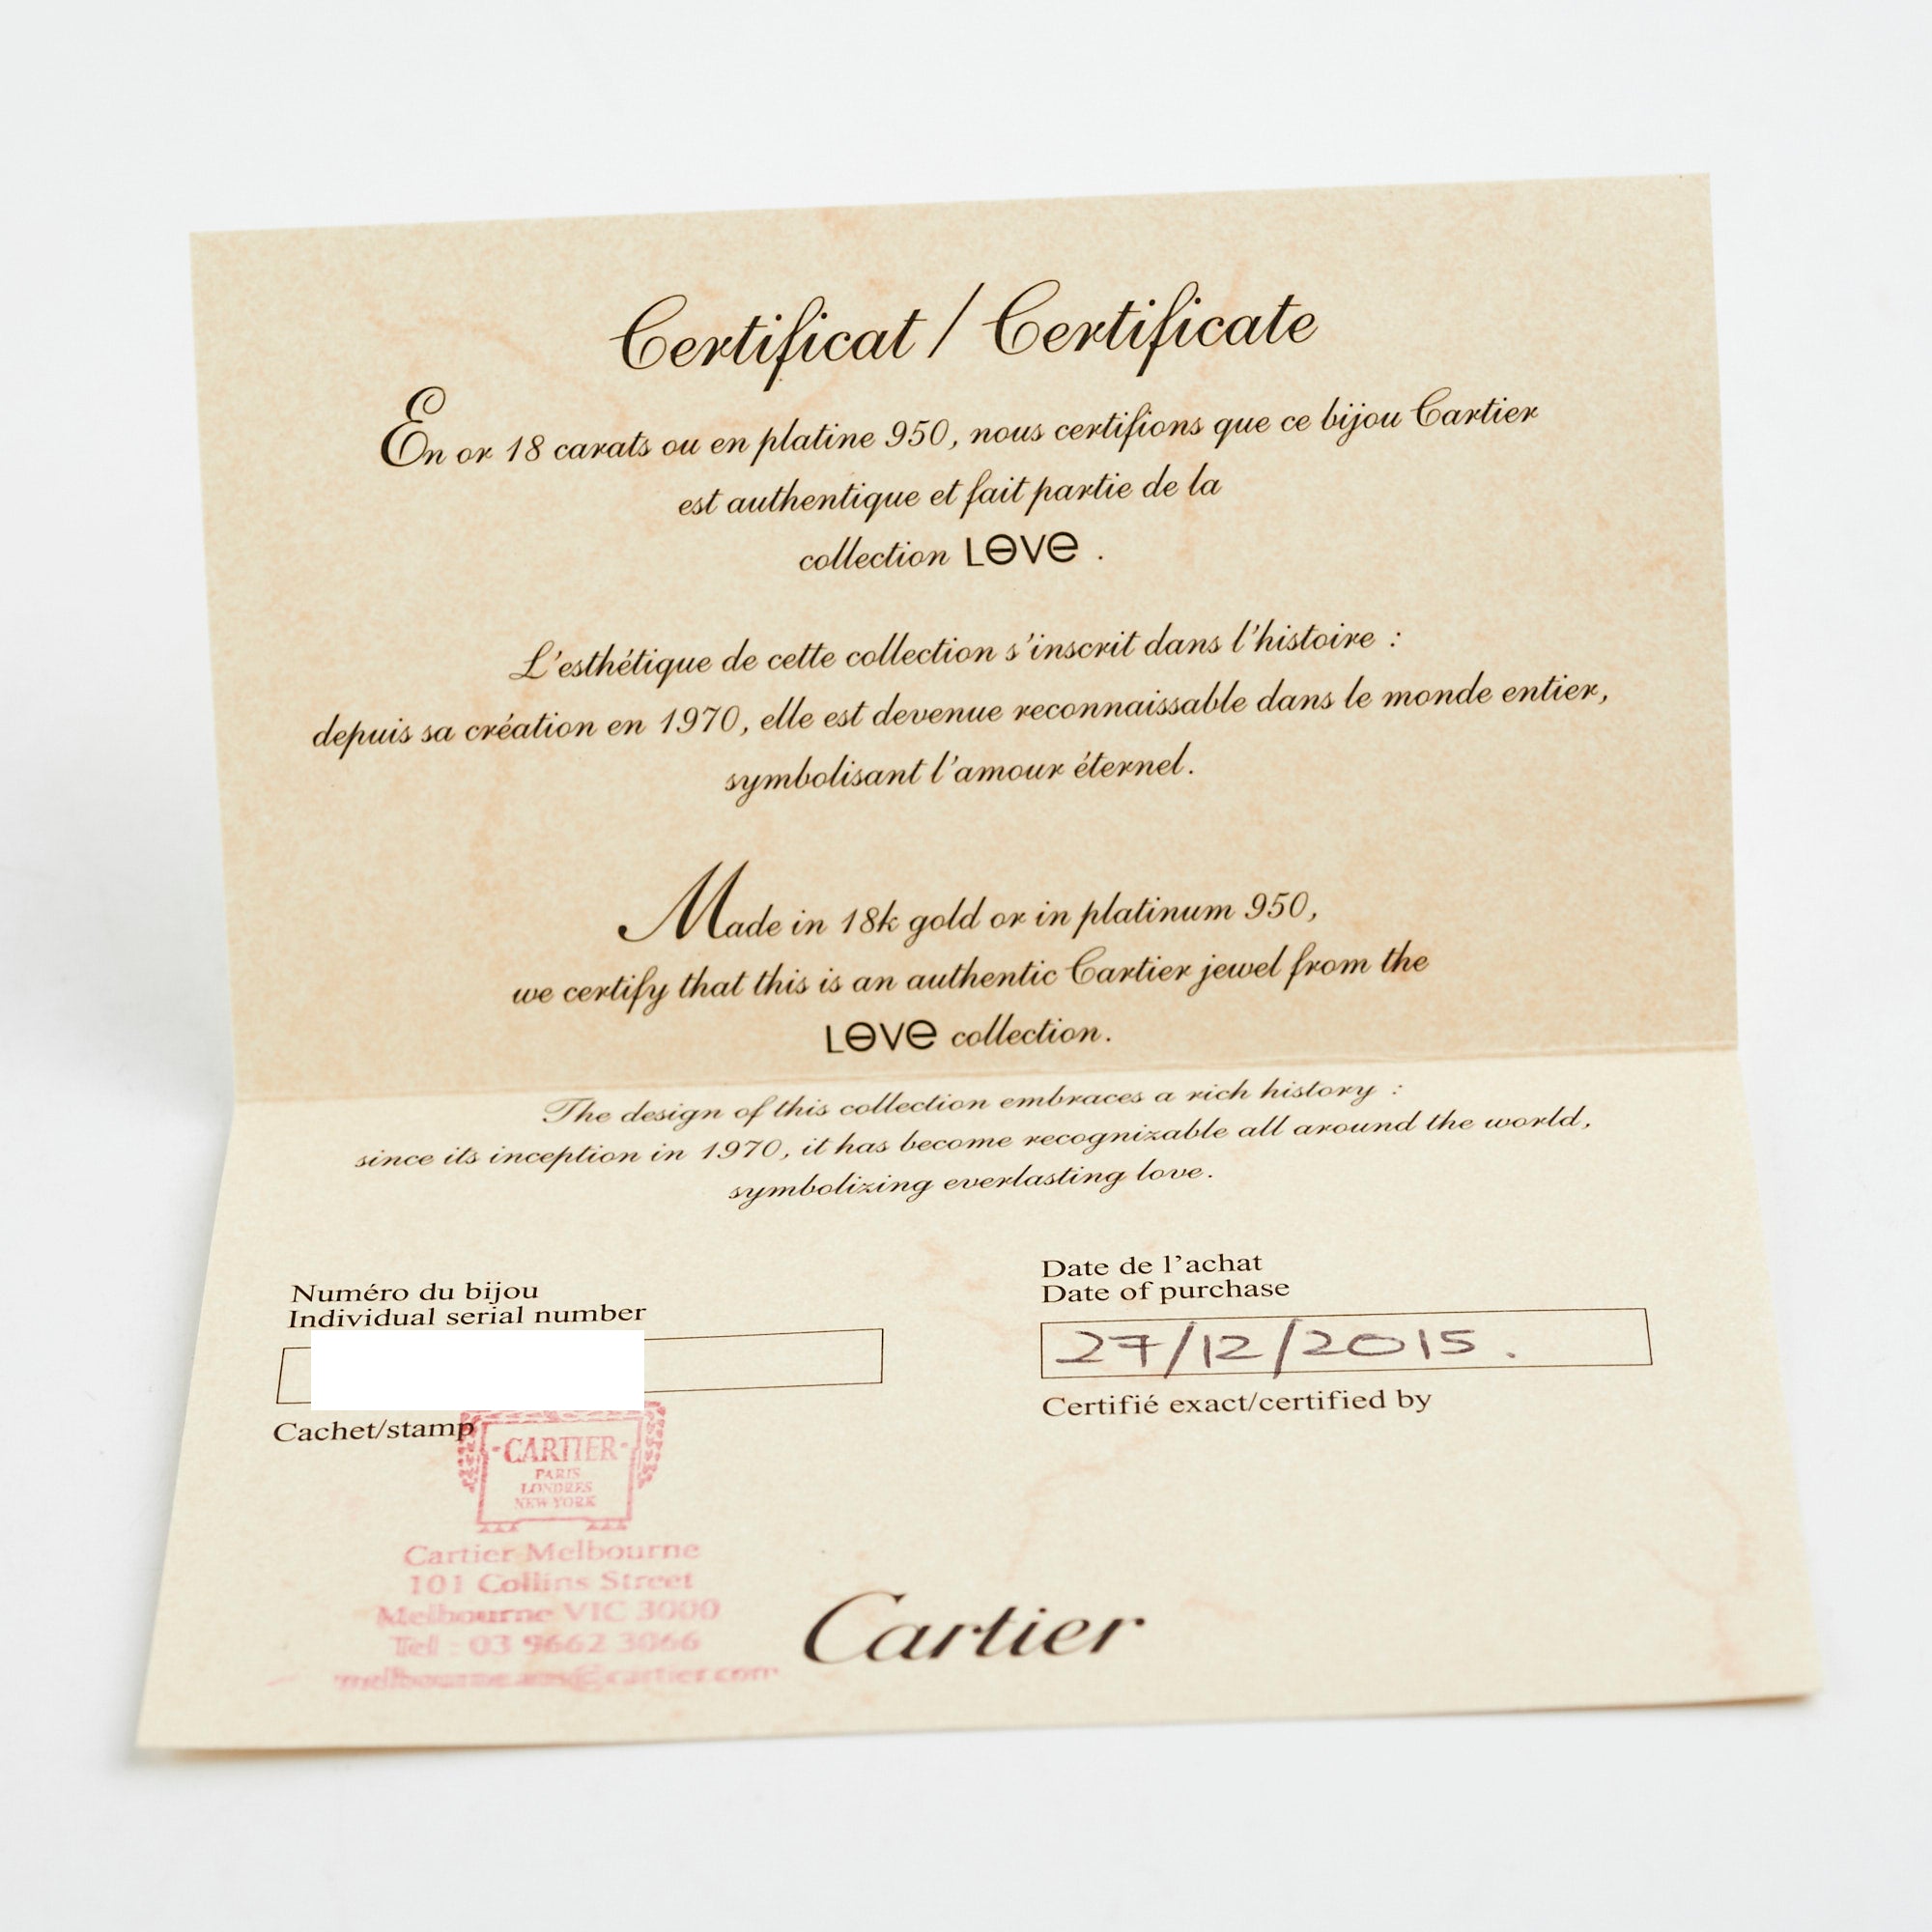 Certificat / Certificate
En or 18 carats ou en platine 950, nous certifions que ce bijou Cartier
est authentique et fait partie de la
collection LOVE .
L'esthétique de cette collection s'inscrit dans l'histoire :
depuis sa création en 1970, elle est devenue reconnaissable dans le monde entier,
symbolisant l'amour éternel.
Made in 18k gold or in platinum 950,
we certify that this is an authentic Cartier jewel from the
LOVE collection.
The design of this collection embraces a rich history :
since its inception in 1970, it has become recognizable all around the world,
symbolizing everlasting love.
Numéro du bijou
Individual serial number
Date de l'achat
Date of purchase
27/12/2015.
Cachet/stamp
Certifié exact/certified by
CARTIER
PARIS
LONDRES
NEW YORK
Cartier Melbourne
101 Collins Street
Melbourne VIC 3000
Tel : 03 9662 3066
Cartier